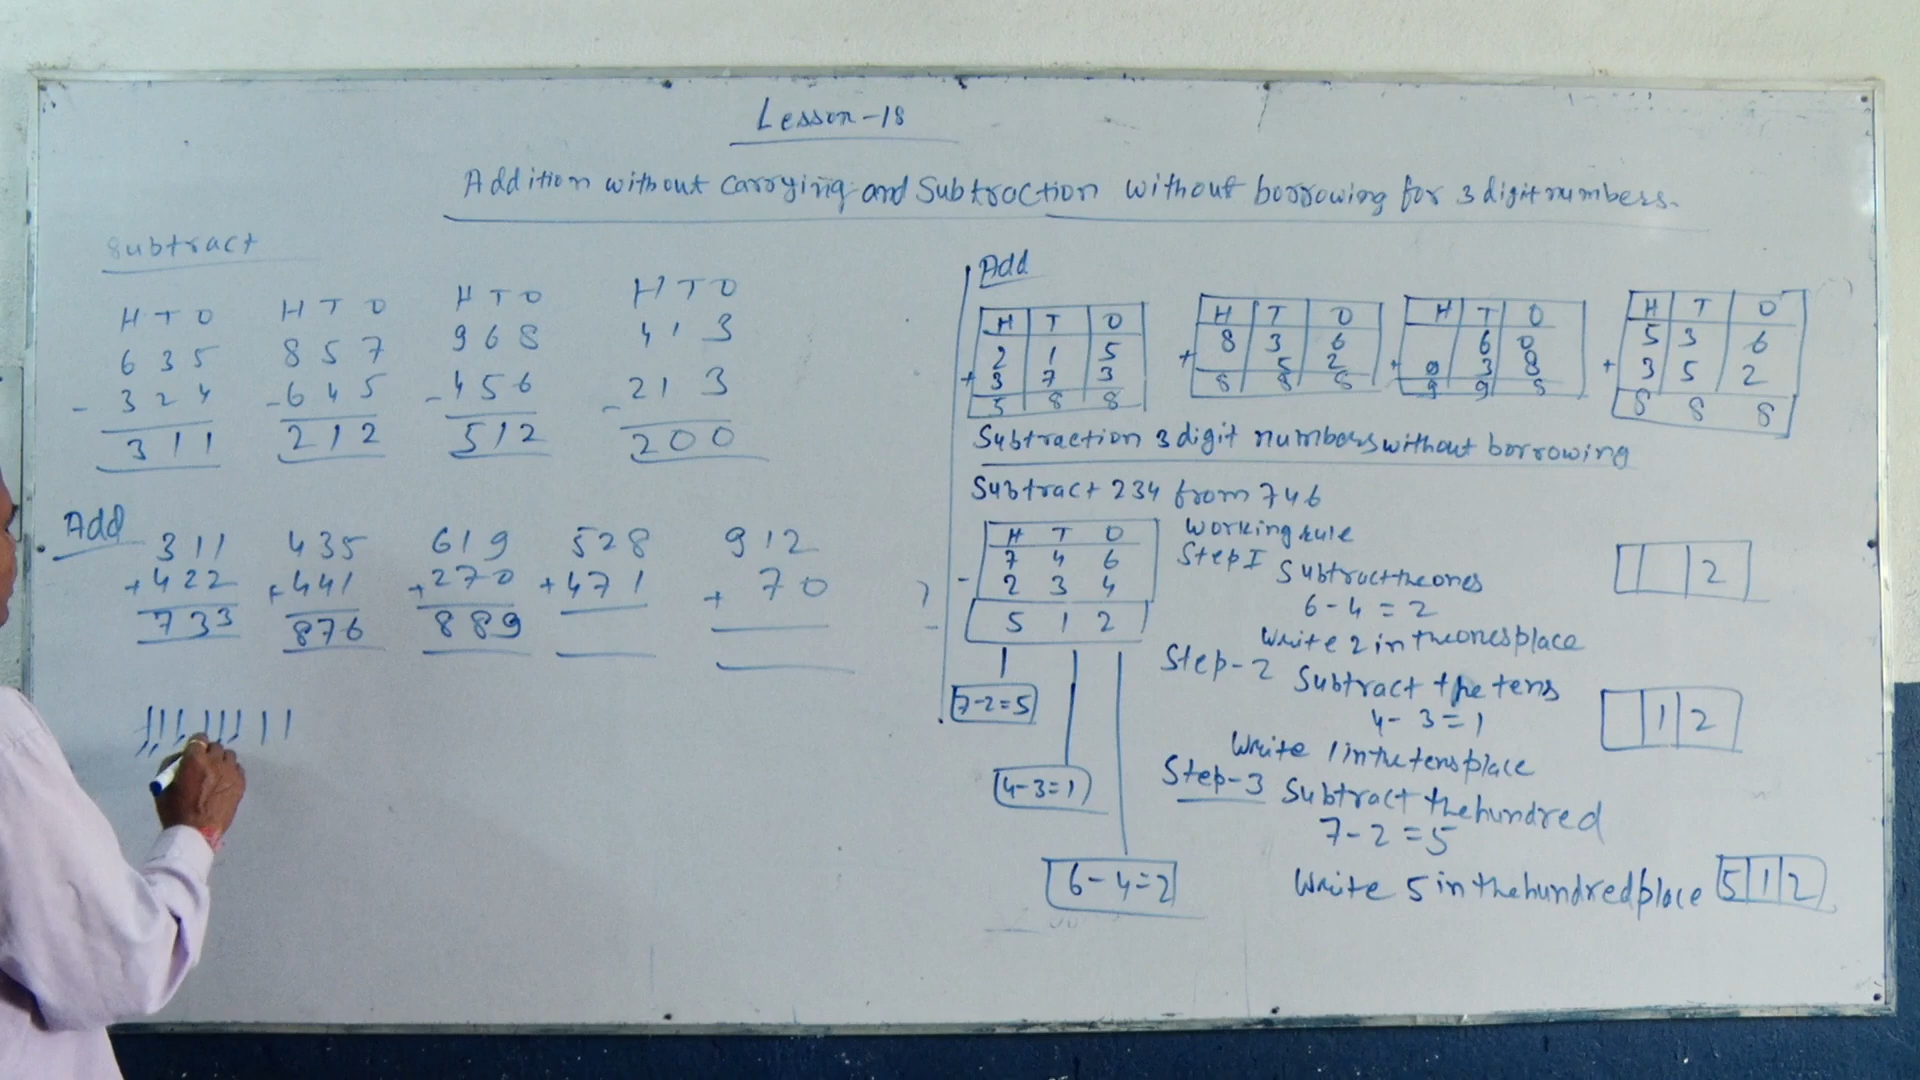 Lesson-18
Addition without carrying and Subtraction without borrowing for 3 digit numbers.
Subtract
H T O   H T O   H T O   H T O
6 3 5   8 5 7   9 6 8   4 1 3
- 3 2 4   - 6 4 5   - 4 5 6   - 2 1 3
3 1 1   2 1 2   5 1 2   2 0 0
Add
311   435   619   528   912
+422   +441   +270   +471   + 70
733   876   889
Add
H T O   H T O   H T O   H T O
2 1 5   8 3 6   6 0   5 3 6
+ 3 7 3   + 5 2   + 9 3 8   + 3 5 2
5 8 8   8 8 8   9 9 8   8 8 8
Subtraction 3 digit numbers without borrowing
Subtract 234 from 746
H T O
7 4 6
- 2 3 4
5 1 2
7-2=5
4-3=1
6-4=2
Working rule
Step I Subtract the ones
6-4=2
2
Write 2 in the ones place
Step-2 Subtract the tens
4-3=1
1 2
Write 1 in the tens place
Step-3 Subtract the hundred
7-2=5
Write 5 in the hundred place 5 1 2